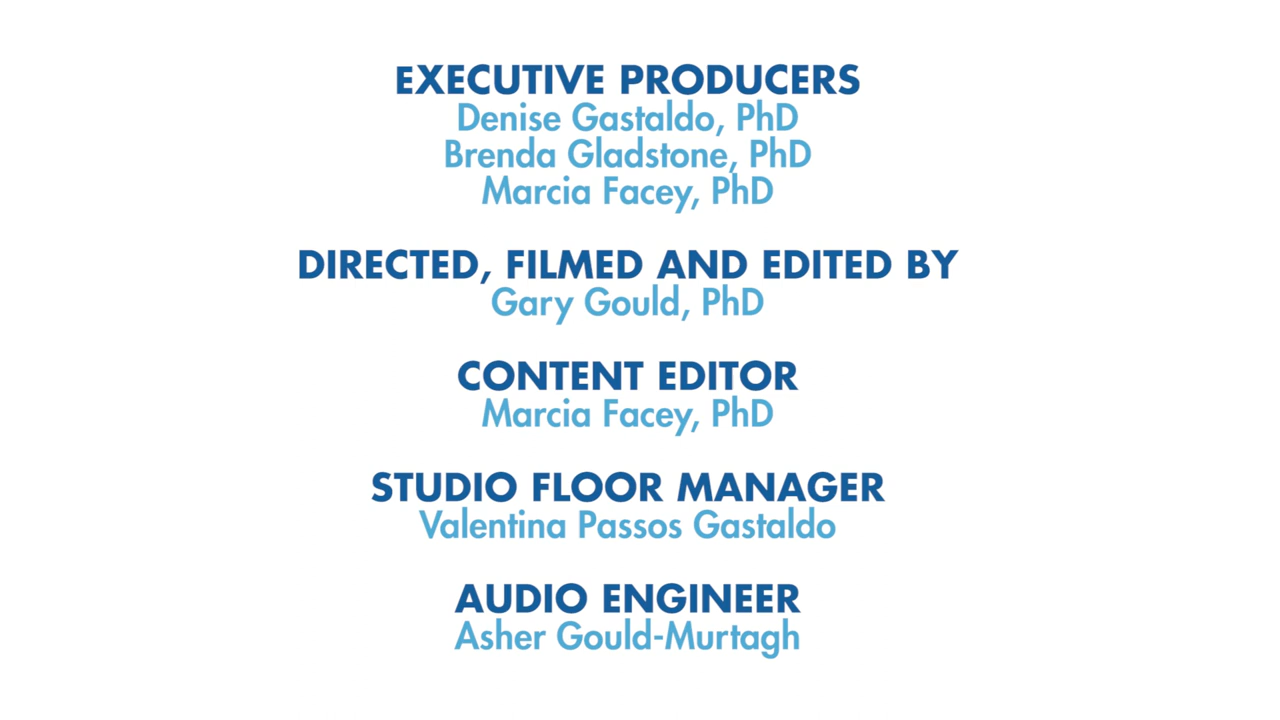 EXECUTIVE PRODUCERS
Denise Gastaldo, PhD
Brenda Gladstone, PhD
Marcia Facey, PhD
DIRECTED, FILMED AND EDITED BY
Gary Gould, PhD
CONTENT EDITOR
Marcia Facey, PhD
STUDIO FLOOR MANAGER
Valentina Passos Gastaldo
AUDIO ENGINEER
Asher Gould-Murtagh